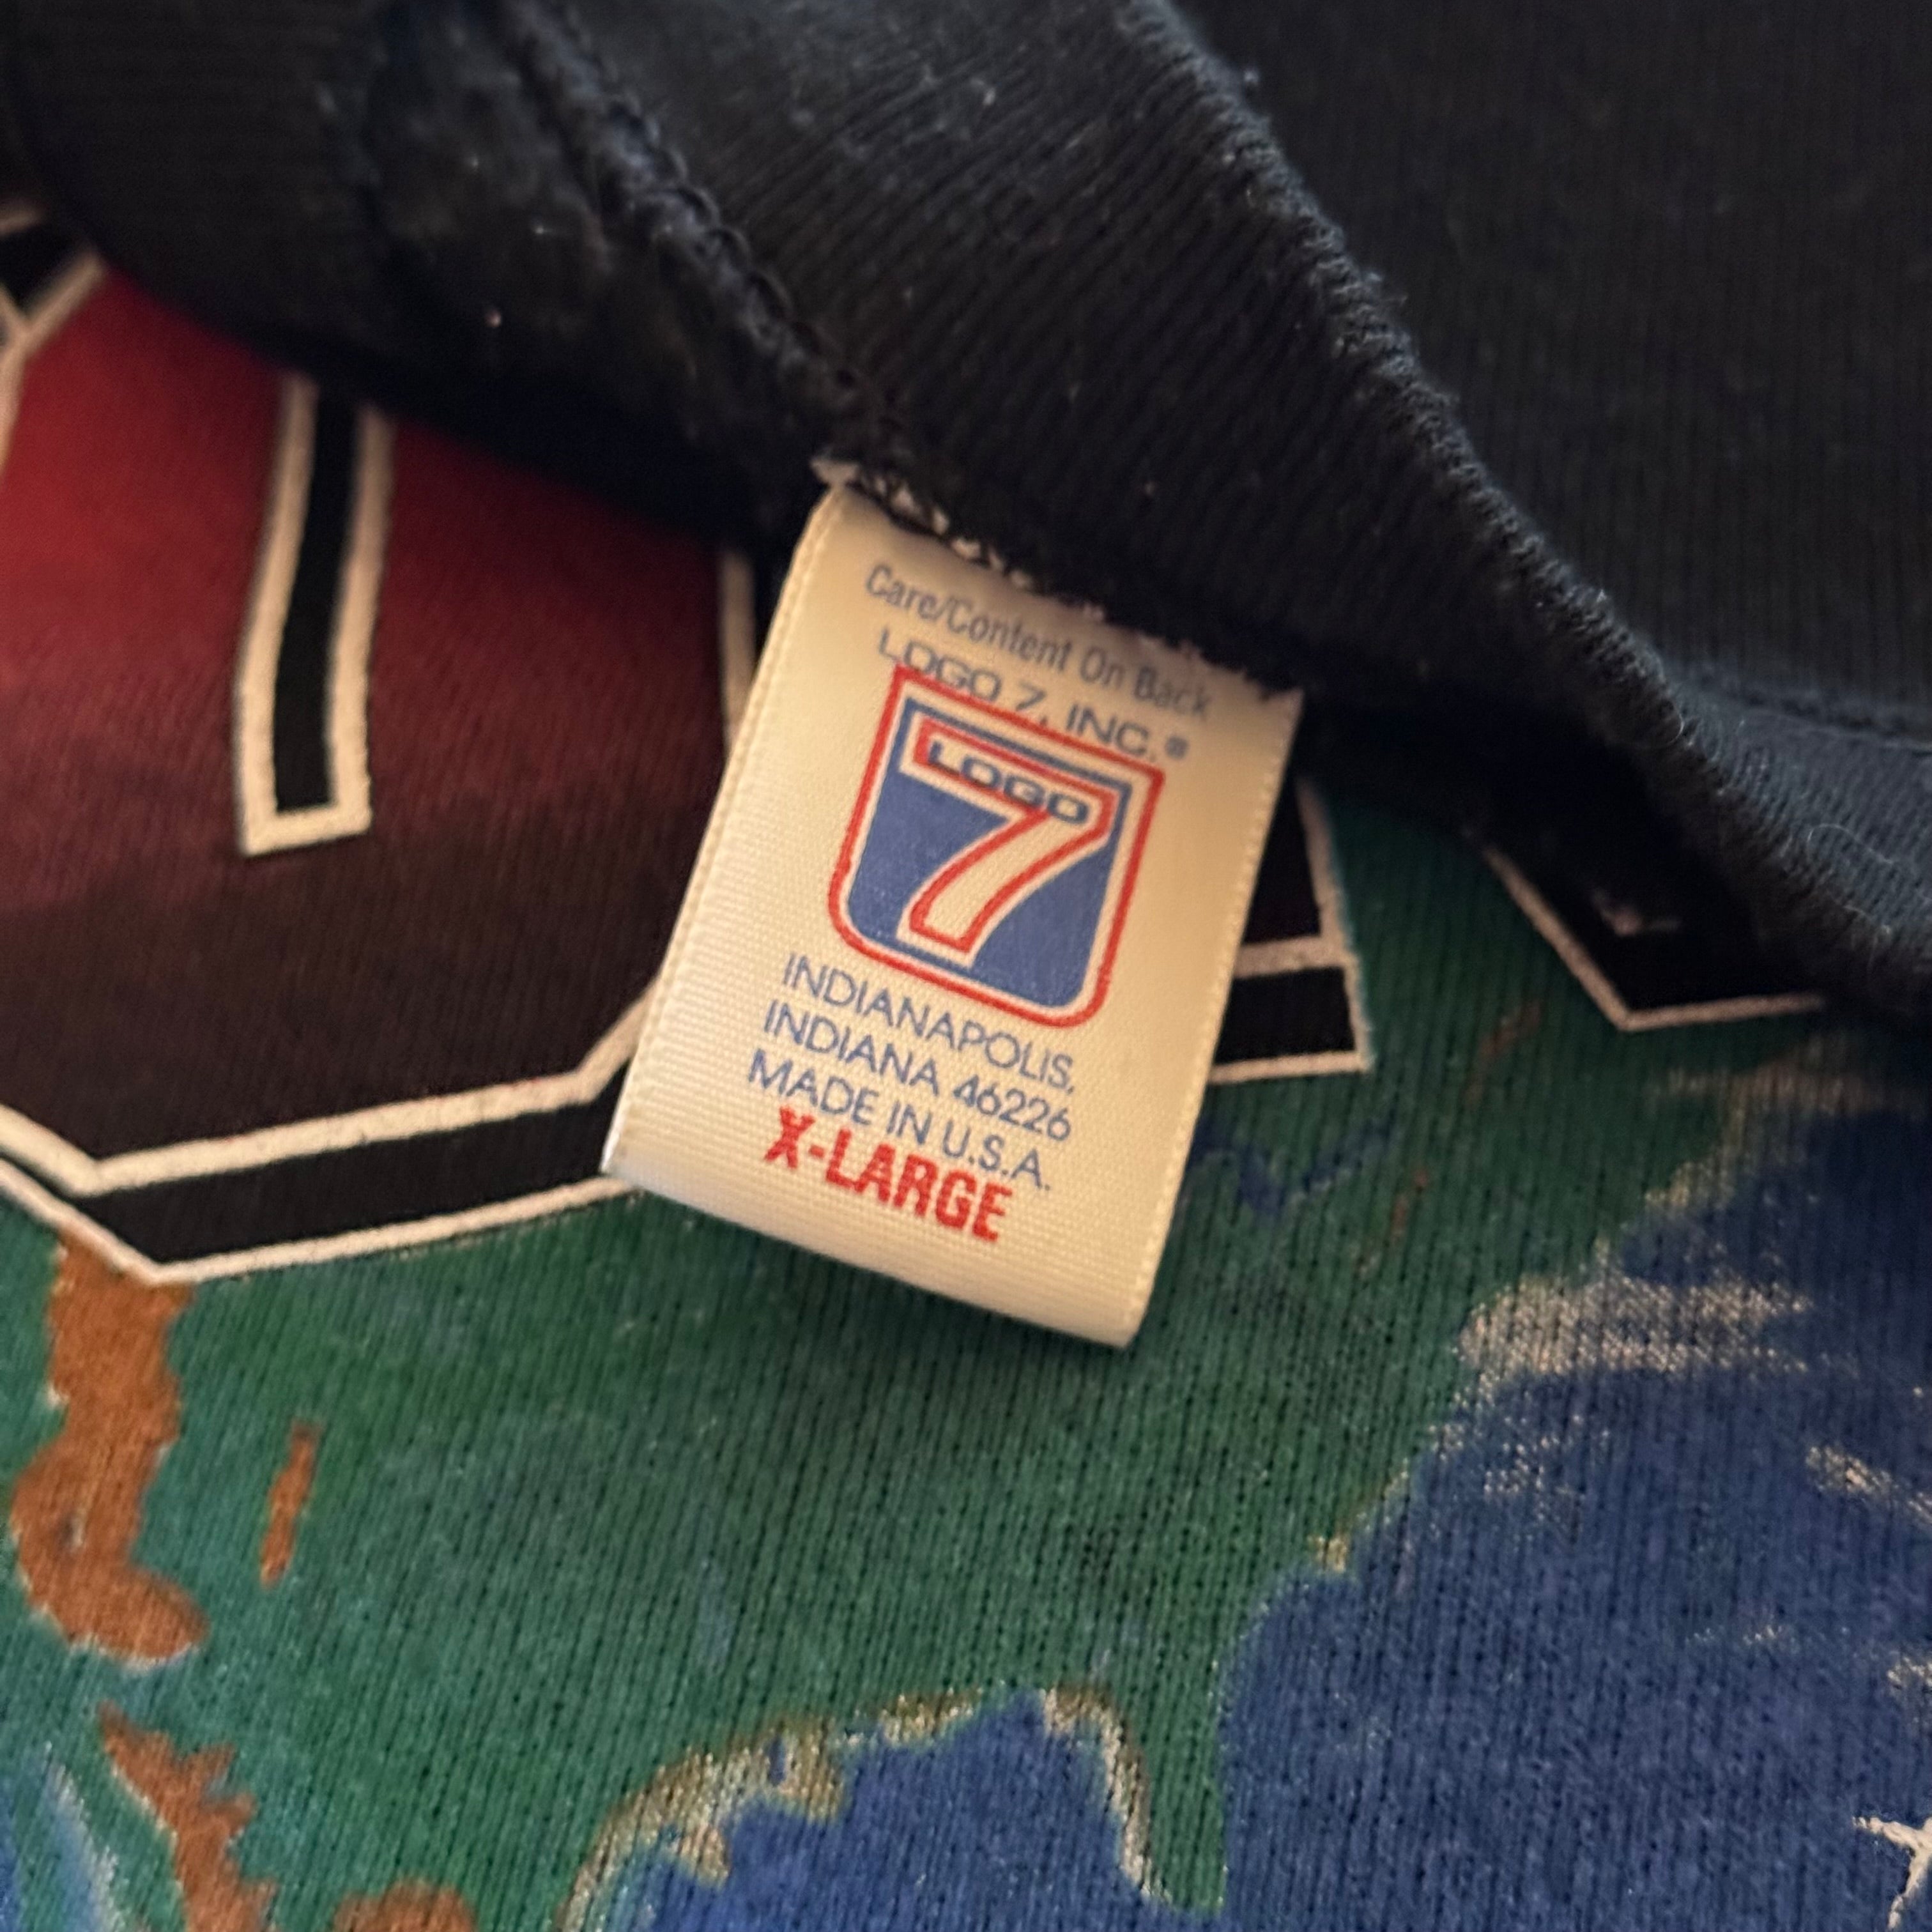 Care/Content On Back
LOGO 7, INC.®
LOGO
7
INDIANAPOLIS,
INDIANA 46226
MADE IN U.S.A.
X-LARGE